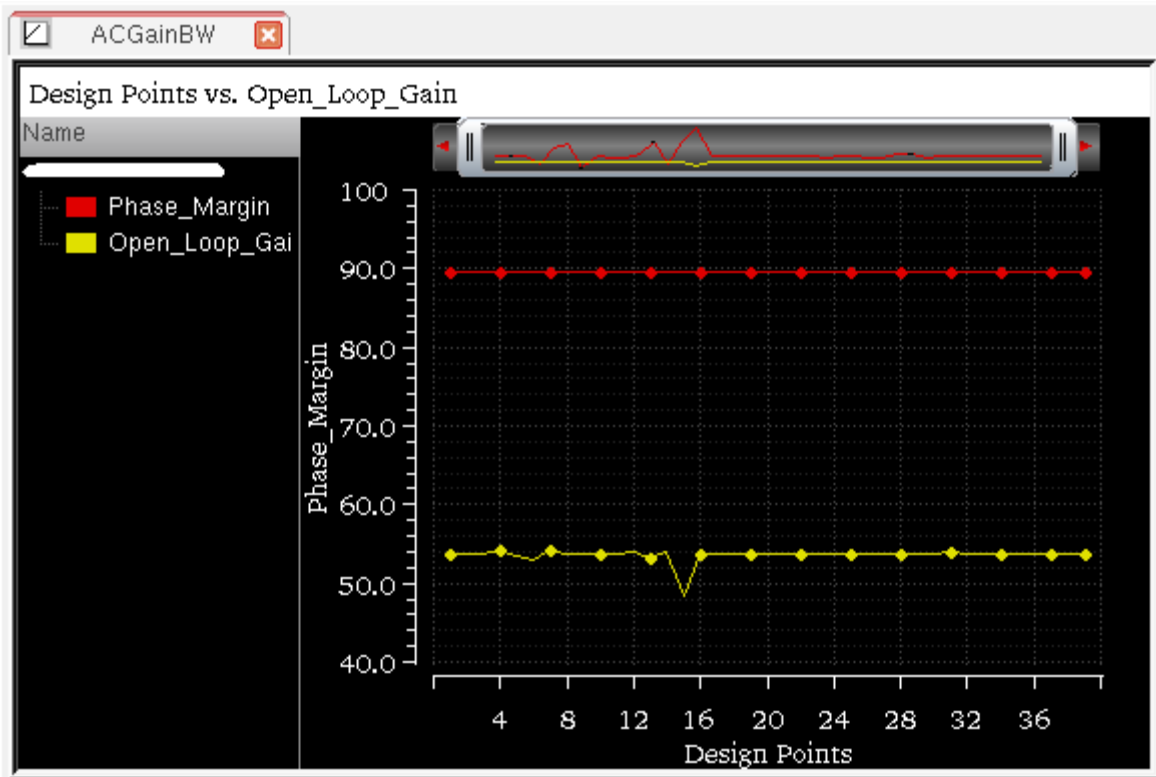 ACGainBW
Design Points vs. Open_Loop_Gain
Name
Phase_Margin
Open_Loop_Gai
100
90.0
80.0
70.0
60.0
50.0
40.0
Phase_Margin
4 8 12 16 20 24 28 32 36
Design Points